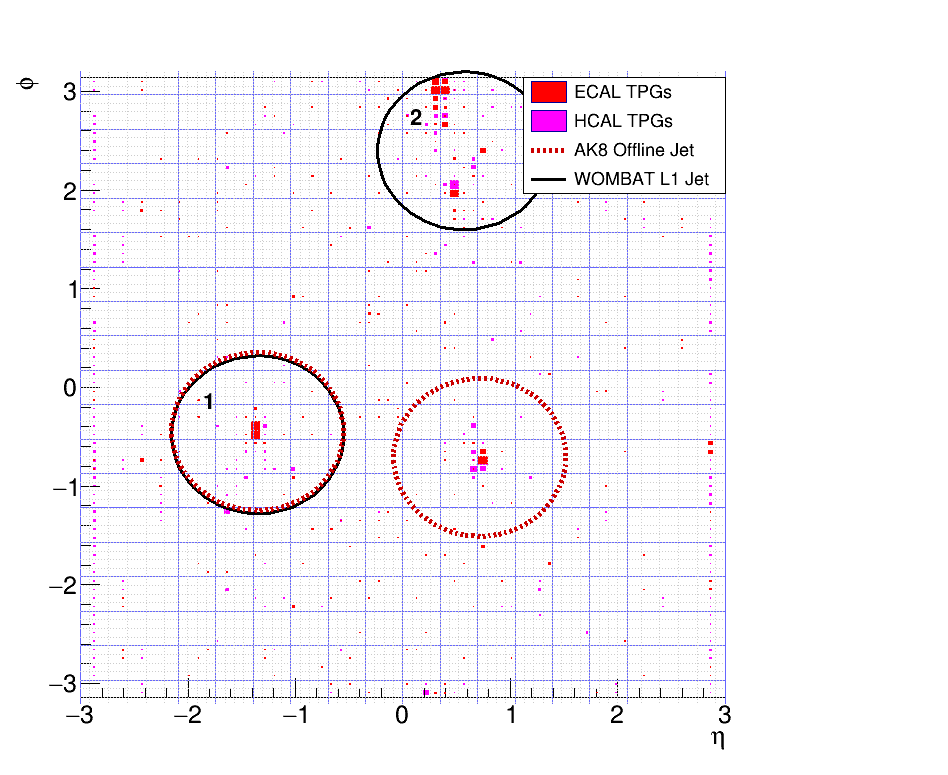 ϕ
3
2
1
0
−1
−2
−3
2
1
ECAL TPGs
HCAL TPGs
AK8 Offline Jet
WOMBAT L1 Jet
−3 −2 −1 0 1 2 3
η